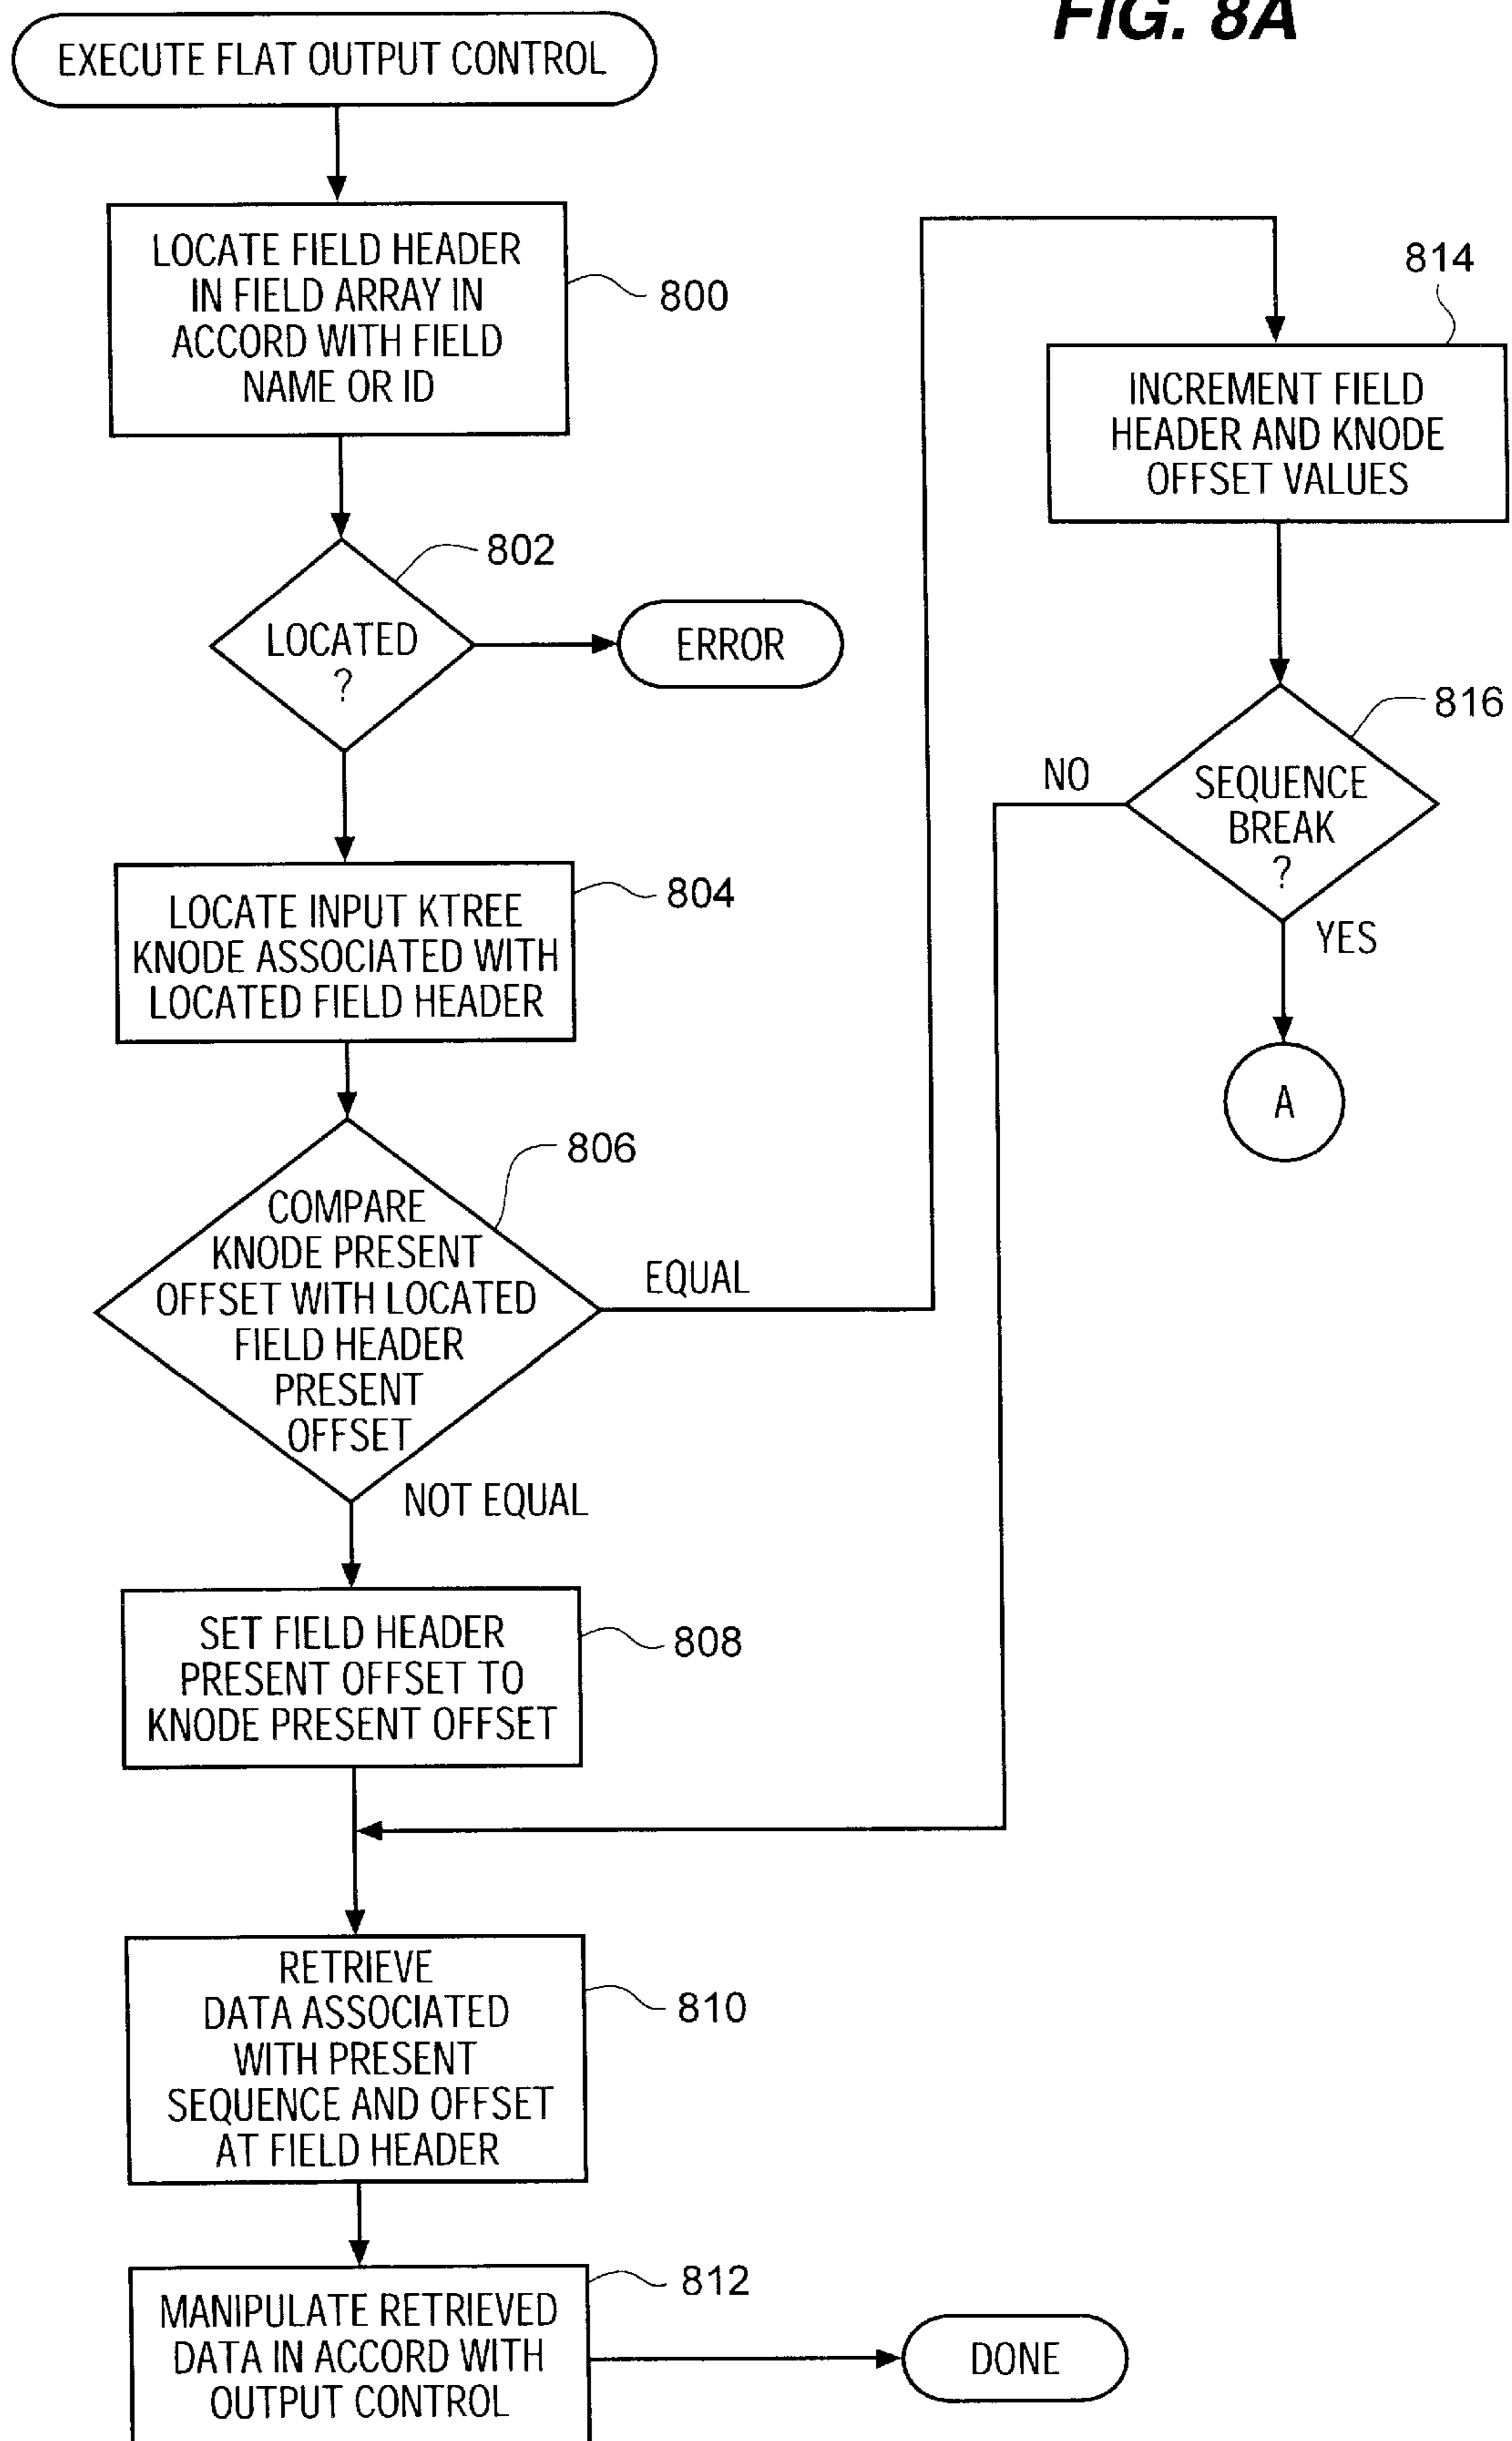 FIG. 8A
EXECUTE FLAT OUTPUT CONTROL
LOCATE FIELD HEADER
IN FIELD ARRAY IN
ACCORD WITH FIELD
NAME OR ID
800
LOCATED
?
802
ERROR
LOCATE INPUT KTREE
KNODE ASSOCIATED WITH
LOCATED FIELD HEADER
804
COMPARE
KNODE PRESENT
OFFSET WITH LOCATED
FIELD HEADER
PRESENT
OFFSET
806
EQUAL
NOT EQUAL
SET FIELD HEADER
PRESENT OFFSET TO
KNODE PRESENT OFFSET
808
RETRIEVE
DATA ASSOCIATED
WITH PRESENT
SEQUENCE AND OFFSET
AT FIELD HEADER
810
MANIPULATE RETRIEVED
DATA IN ACCORD WITH
OUTPUT CONTROL
812
DONE
814
INCREMENT FIELD
HEADER AND KNODE
OFFSET VALUES
816
SEQUENCE
BREAK
?
NO
YES
A